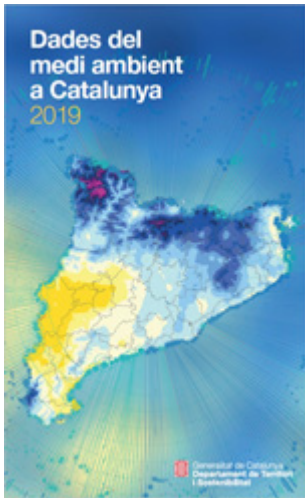 Dades del
medi ambient
a Catalunya
2019
Generalitat de Catalunya
Departament de Territori
i Sostenibilitat